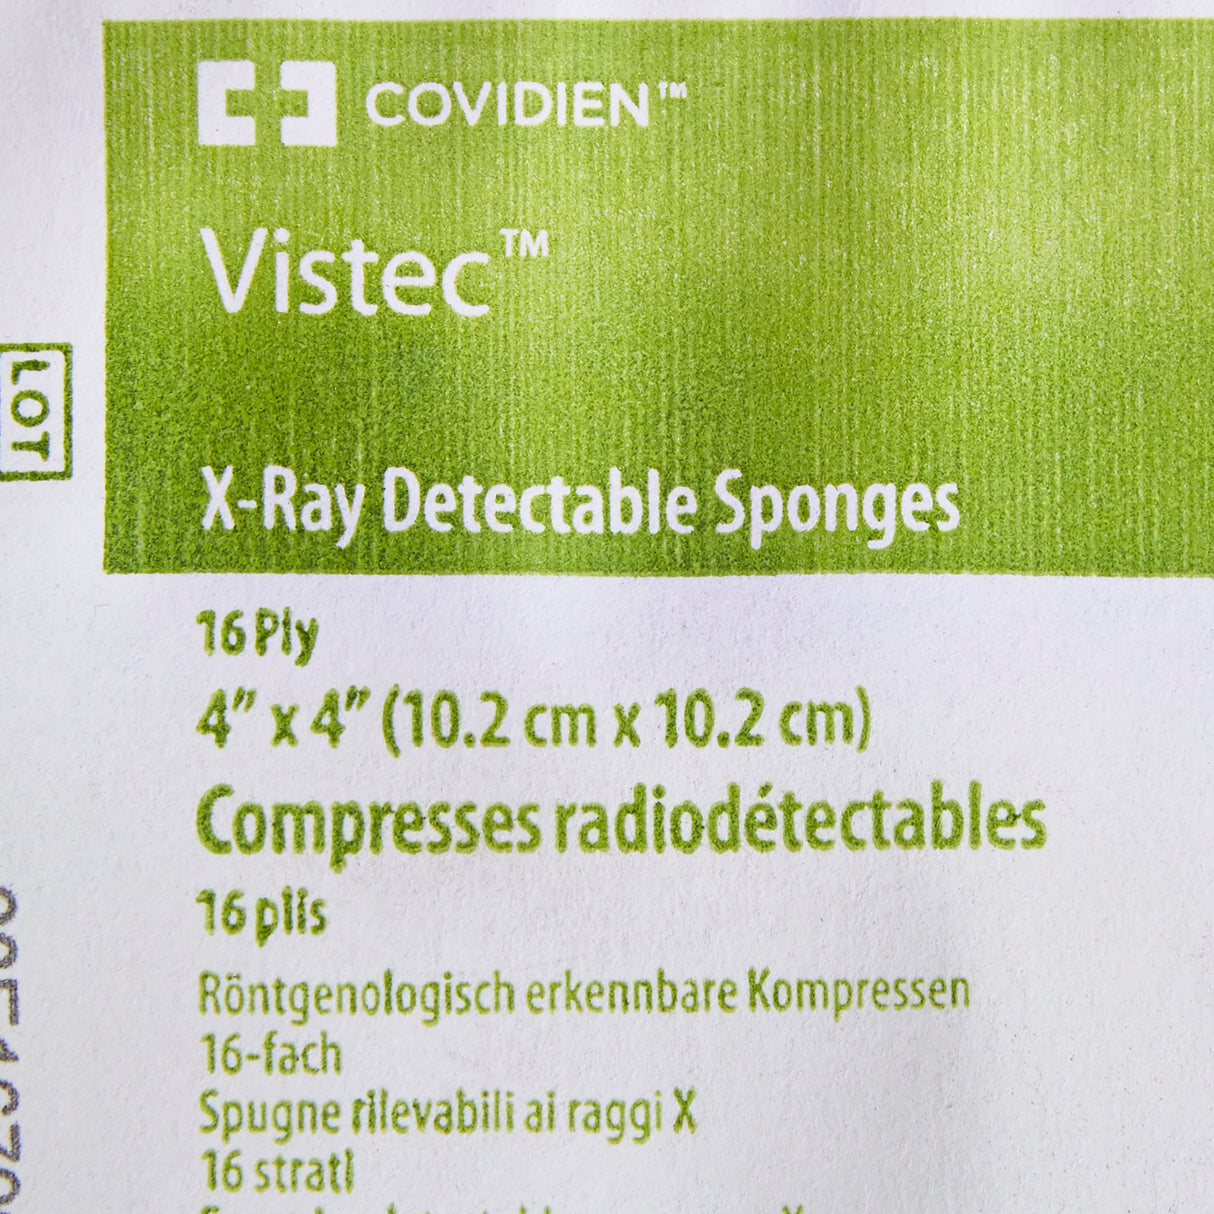 COVIDIEN™
Vistec™
LOT
X-Ray Detectable Sponges
16 Ply
4” x 4” (10.2 cm x 10.2 cm)
Compresses radiodétectables
16 plis
Röntgenologisch erkennbare Kompressen
16-fach
Spugne rilevabili ai raggi X
16 strati